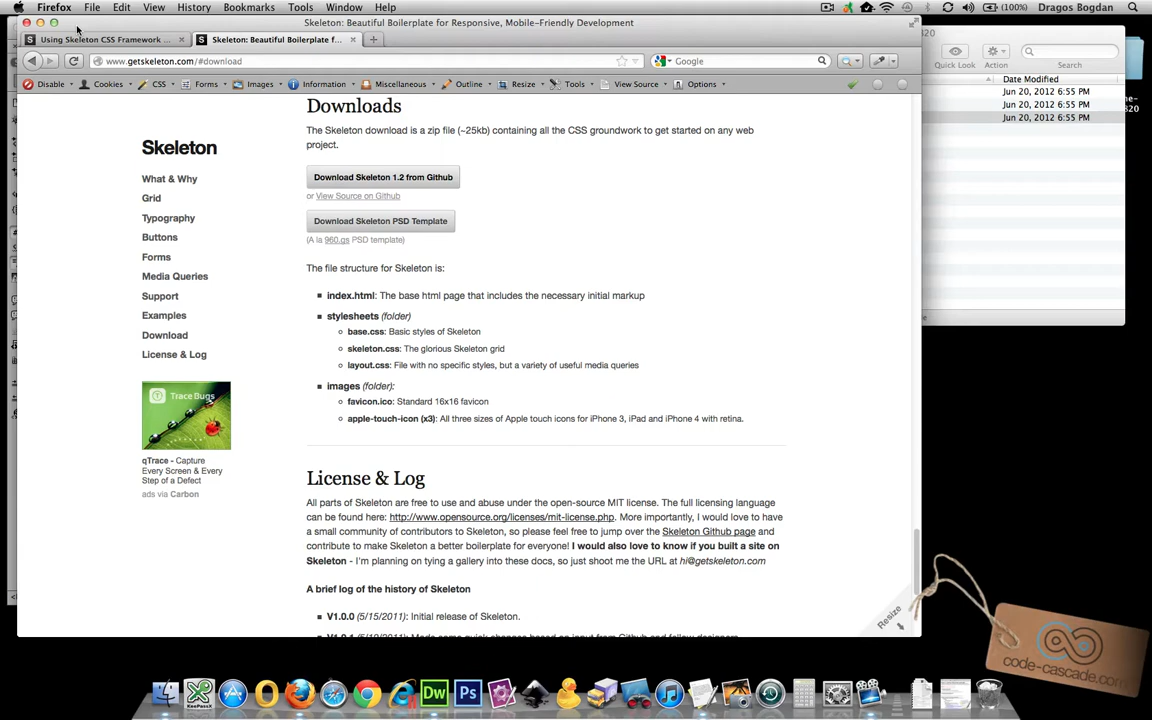 Firefox File Edit View History Bookmarks Tools Window Help (100%) Dragos Bogdan
Skeleton: Beautiful Boilerplate for Responsive, Mobile-Friendly Development
Using Skeleton CSS Framework ... Skeleton: Beautiful Boilerplate f...
www.getskeleton.com/#download Google
Disable Cookies CSS Forms Images Information Miscellaneous Outline Resize Tools View Source Options
820
Quick Look Action Search
Date Modified
Jun 20, 2012 6:55 PM
Jun 20, 2012 6:55 PM
Jun 20, 2012 6:55 PM
Skeleton
What & Why
Grid
Typography
Buttons
Forms
Media Queries
Support
Examples
Download
License & Log
TraceBugs
qTrace - Capture
Every Screen & Every
Step of a Defect
ads via Carbon
Downloads
The Skeleton download is a zip file (~25kb) containing all the CSS groundwork to get started on any web
project.
Download Skeleton 1.2 from Github
or View Source on Github
Download Skeleton PSD Template
(A la 960.gs PSD template)
The file structure for Skeleton is:
index.html: The base html page that includes the necessary initial markup
stylesheets (folder)
base.css: Basic styles of Skeleton
skeleton.css: The glorious Skeleton grid
layout.css: File with no specific styles, but a variety of useful media queries
images (folder):
favicon.ico: Standard 16x16 favicon
apple-touch-icon (x3): All three sizes of Apple touch icons for iPhone 3, iPad and iPhone 4 with retina.
License & Log
All parts of Skeleton are free to use and abuse under the open-source MIT license. The full licensing language
can be found here: http://www.opensource.org/licenses/mit-license.php. More importantly, I would love to have
a small community of contributors to Skeleton, so please feel free to jump over the Skeleton Github page and
contribute to make Skeleton a better boilerplate for everyone! I would also love to know if you built a site on
Skeleton - I'm planning on tying a gallery into these docs, so just shoot me the URL at hi@getskeleton.com
A brief log of the history of Skeleton
V1.0.0 (5/15/2011): Initial release of Skeleton.
Resize
code-cascade.com
KeePassX
Dw
Ps